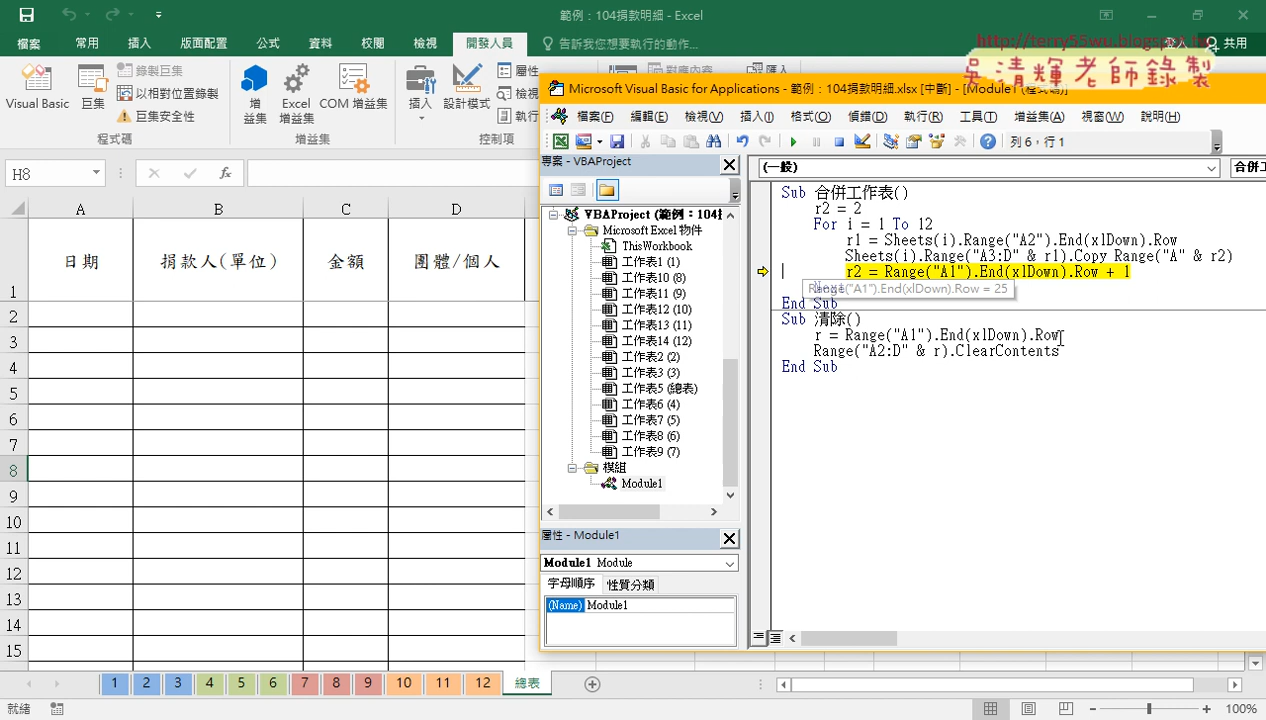 範例：104捐款明細 - Excel
http://terry55wu.blogspot.tw
吳清輝老師錄製
檔案 常用 插入 版面配置 公式 資料 校閱 檢視 開發人員 告訴我您想要執行的動作... 登入 共用
Visual Basic 巨集 錄製巨集 以相對位置錄製 巨集安全性
增益集 Excel 增益集 COM 增益集
插入 設計模式 屬性
程式碼 增益集 控制項
H8 fx
A B C D
1 日期 捐款人(單位) 金額 團體/個人
2
3
4
5
6
7
8
9
10
11
12
13
14
15
1 2 3 4 5 6 7 8 9 10 11 12 總表
就緒 100%
Microsoft Visual Basic for Applications - 範例：104捐款明細.xlsx [中斷] - [Module1 (程式碼)]
檔案(F) 編輯(E) 檢視(V) 插入(I) 格式(O) 偵錯(D) 執行(R) 工具(T) 增益集(A) 視窗(W) 說明(H)
列 6，行 1
專案 - VBAProject
VBAProject (範例：104
Microsoft Excel 物件
ThisWorkbook
工作表1 (1)
工作表10 (8)
工作表11 (9)
工作表12 (10)
工作表13 (11)
工作表14 (12)
工作表2 (2)
工作表3 (3)
工作表5 (總表)
工作表6 (4)
工作表7 (5)
工作表8 (6)
工作表9 (7)
模組
Module1
屬性 - Module1
Module1 Module
字母順序 性質分類
(Name) Module1
(一般) 合併工
Sub 合併工作表()
r2 = 2
For i = 1 To 12
r1 = Sheets(i).Range("A2").End(xlDown).Row
Sheets(i).Range("A3:D" & r1).Copy Range("A" & r2)
r2 = Range("A1").End(xlDown).Row + 1
Range("A1").End(xlDown).Row = 25
End Sub
Sub 清除()
r = Range("A1").End(xlDown).Row
Range("A2:D" & r).ClearContents
End Sub